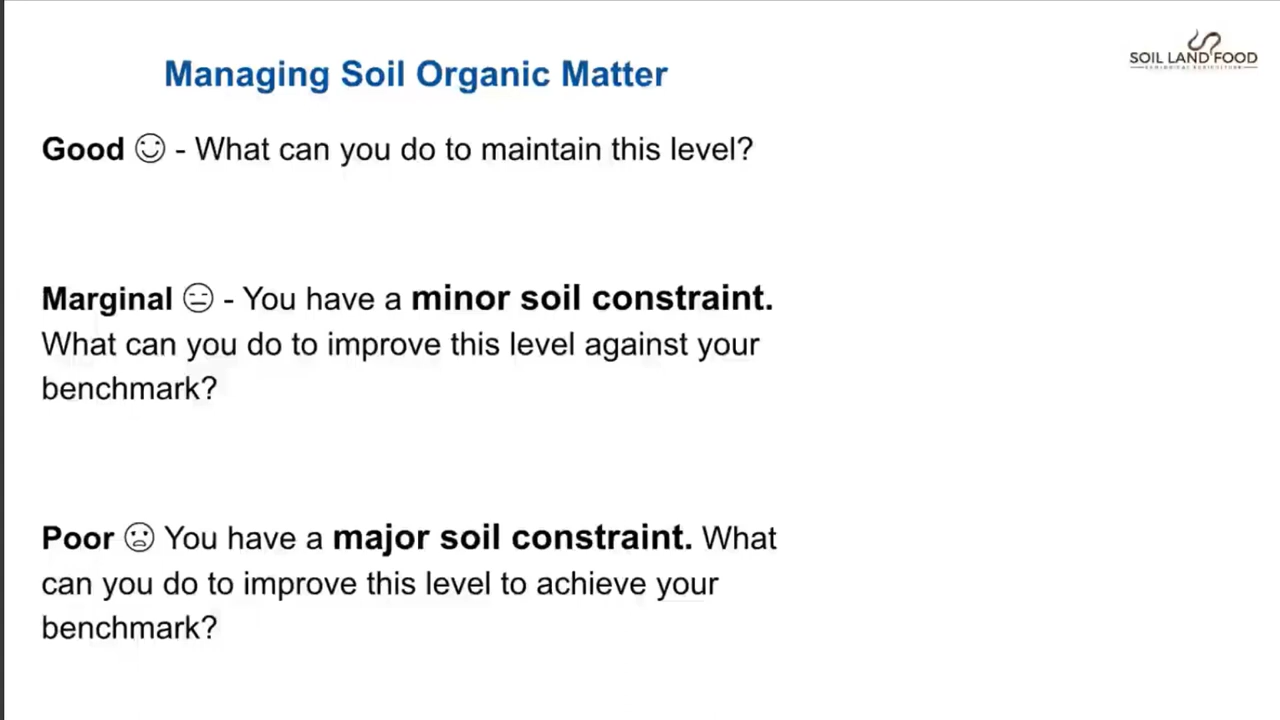 Managing Soil Organic Matter
SOIL LAND FOOD
Good ☺ - What can you do to maintain this level?
Marginal 😑 - You have a minor soil constraint.
What can you do to improve this level against your
benchmark?
Poor ☹ You have a major soil constraint. What
can you do to improve this level to achieve your
benchmark?